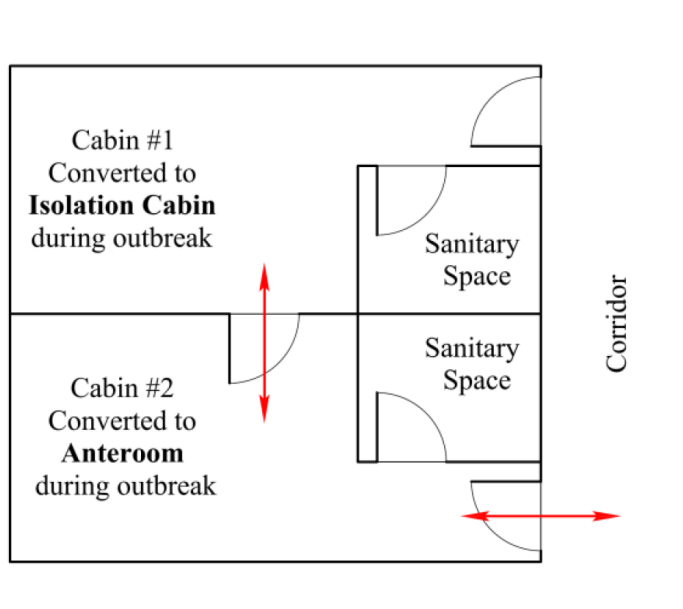 Cabin #1
Converted to
Isolation Cabin
during outbreak
Sanitary
Space
Sanitary
Space
Corridor
Cabin #2
Converted to
Anteroom
during outbreak